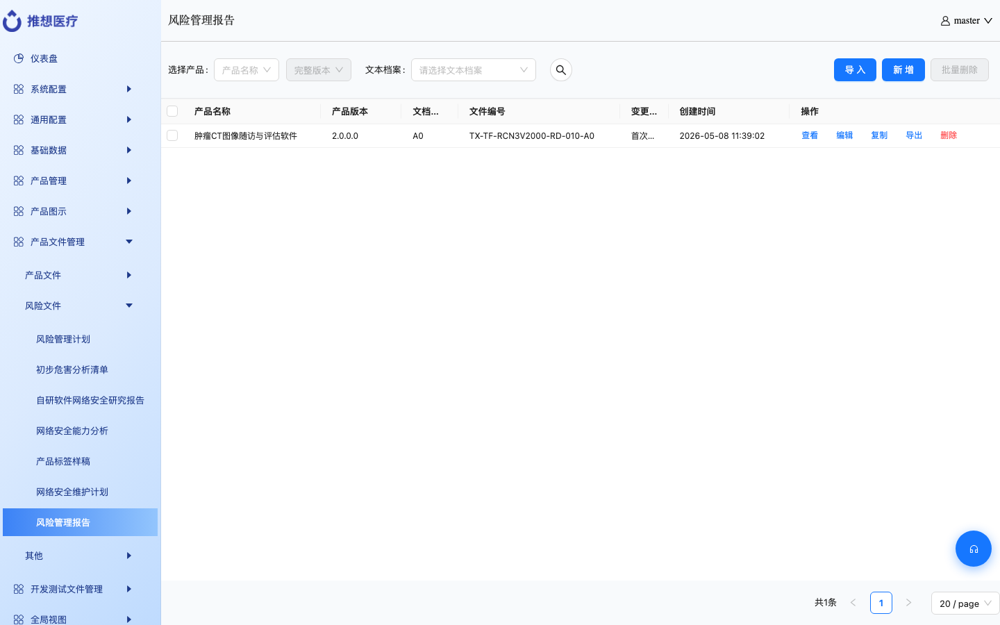 推想医疗
风险管理报告
master
仪表盘
系统配置
通用配置
基础数据
产品管理
产品图示
产品文件管理
产品文件
风险文件
风险管理计划
初步危害分析清单
自研软件网络安全研究报告
网络安全能力分析
产品标签样稿
网络安全维护计划
风险管理报告
其他
开发测试文件管理
全局视图
选择产品: 产品名称 完整版本 文本档案: 请选择文本档案 导入 新增 批量删除
产品名称 产品版本 文档... 文件编号 变更... 创建时间 操作
肿瘤CT图像随访与评估软件 2.0.0.0 A0 TX-TF-RCN3V2000-RD-010-A0 首次... 2026-05-08 11:39:02 查看 编辑 复制 导出 删除
共1条 1 20 / page